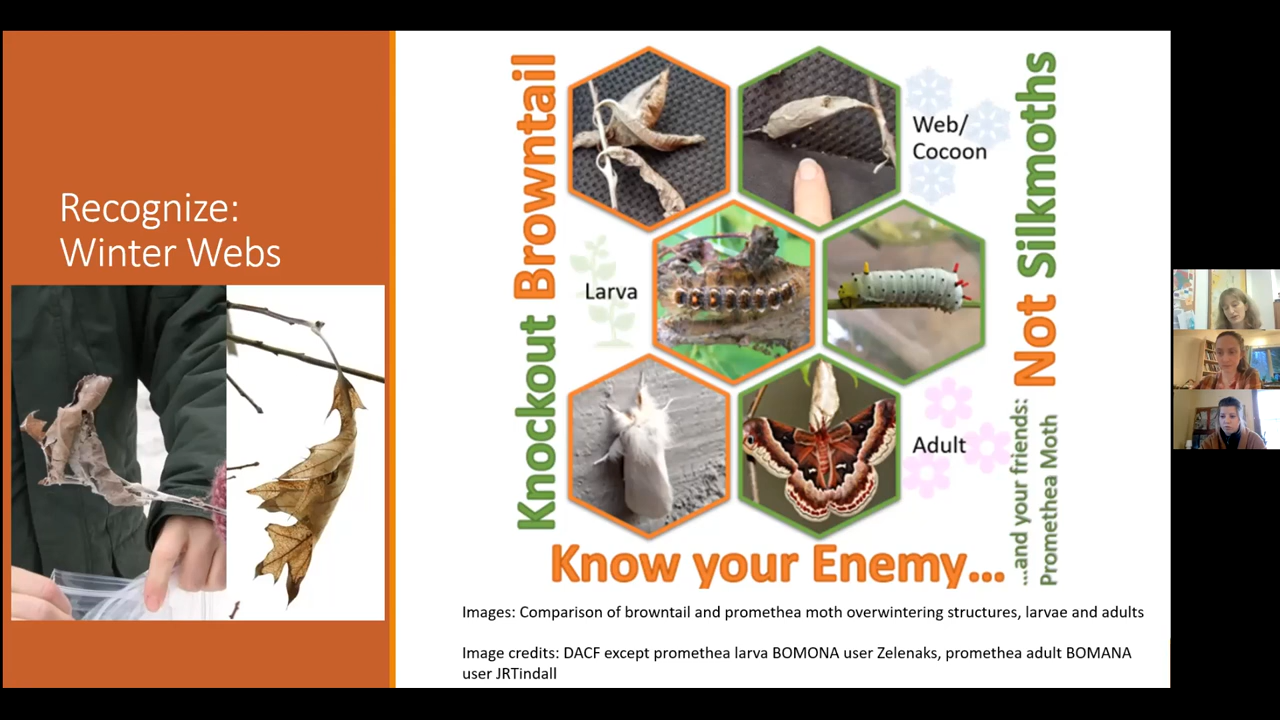 Recognize:
Winter Webs
Knockout Browntail
Web/
Cocoon
Larva
Adult
Not Silkmoths
...and your friends:
Promethea Moth
Know your Enemy...
Images: Comparison of browntail and promethea moth overwintering structures, larvae and adults
Image credits: DACF except promethea larva BOMONA user Zelenaks, promethea adult BOMANA
user JRTindall